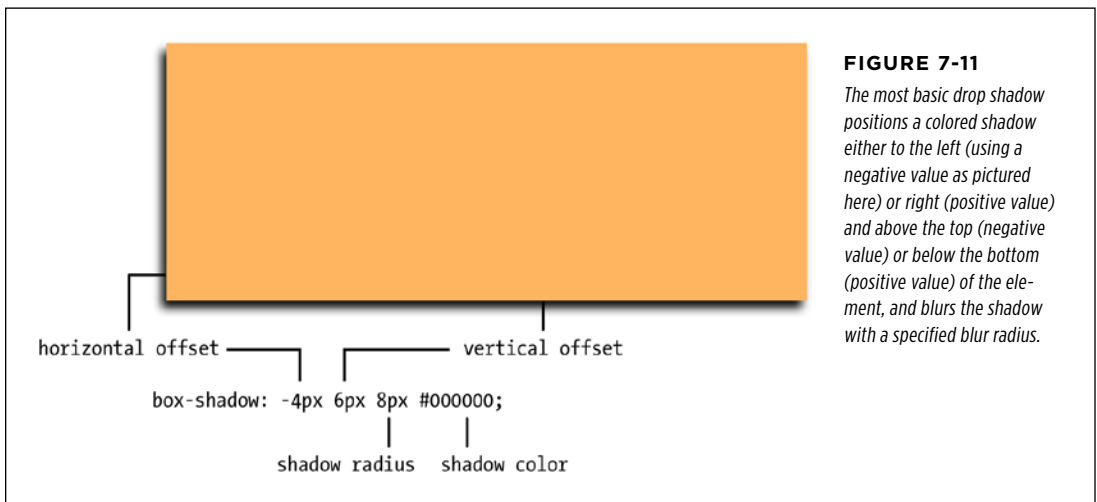 FIGURE 7-11
The most basic drop shadow
positions a colored shadow
either to the left (using a
negative value as pictured
here) or right (positive value)
and above the top (negative
value) or below the bottom
(positive value) of the ele-
ment, and blurs the shadow
with a specified blur radius.
horizontal offset
vertical offset
box-shadow: -4px 6px 8px #000000;
shadow radius
shadow color